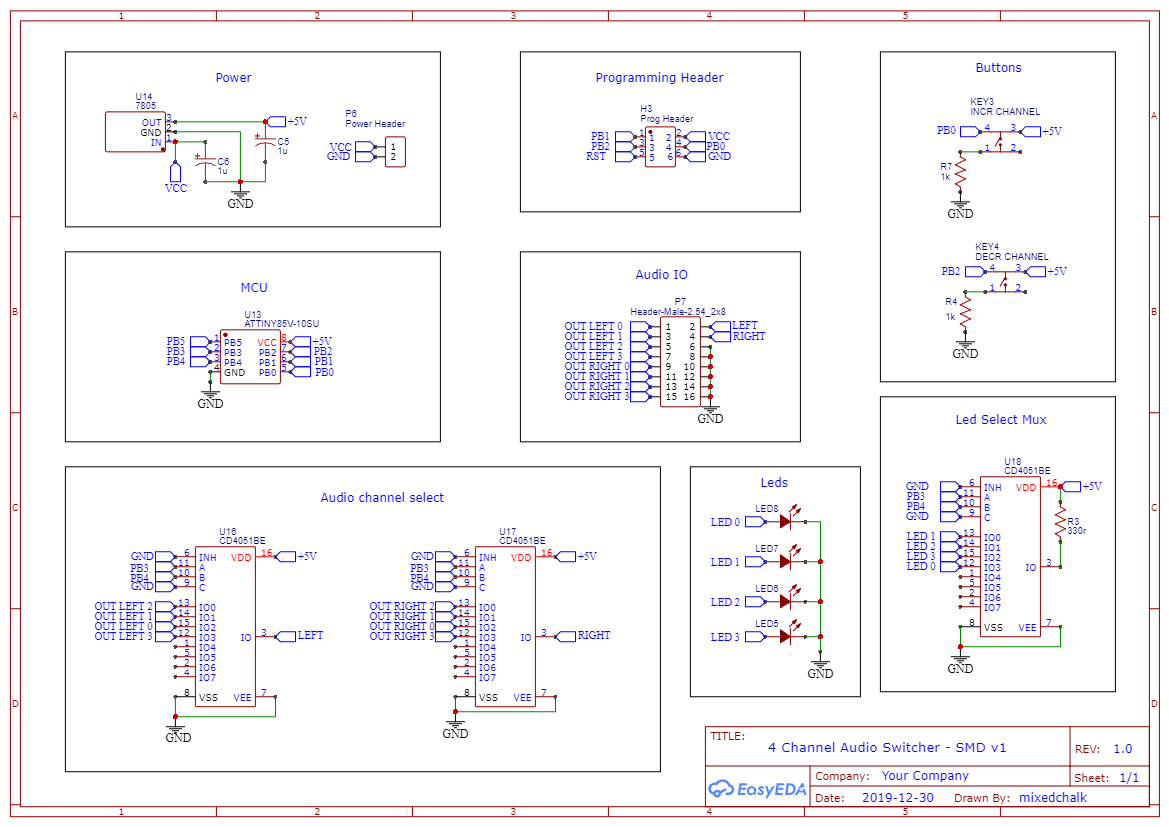 1 2 3 4 5
A
B
C
D
Power
U14
7805
OUT 3
GND 2
IN 1
+5V
C5
1u
C6
1u
VCC
GND
P6
Power Header
VCC 1
GND 2
Programming Header
H3
Prog Header
PB1 1 1 2 2 VCC
PB2 3 3 4 4 PB0
RST 5 5 6 6 GND
Buttons
KEY3
INCR CHANNEL
PB0 4 3 +5V
1 2
R7
1k
GND
KEY4
DECR CHANNEL
PB2 4 3 +5V
1 2
R4
1k
GND
MCU
U13
ATTINY85V-10SU
PB5 1 PB5 VCC 8 +5V
PB3 2 PB3 PB2 7 PB2
PB4 3 PB4 PB1 6 PB1
4 GND PB0 5 PB0
GND
Audio IO
P7
Header-Male-2.54_2x8
OUT LEFT 0 1 2 LEFT
OUT LEFT 1 3 4 RIGHT
OUT LEFT 2 5 6
OUT LEFT 3 7 8
OUT RIGHT 0 9 10
OUT RIGHT 1 11 12
OUT RIGHT 2 13 14
OUT RIGHT 3 15 16
GND
Led Select Mux
U18
CD4051BE
GND 6 INH VDD 16 +5V
PB3 11 A
PB4 10 B
GND 9 C
R3
330r
LED 1 13 IO0
LED 2 14 IO1
LED 3 15 IO2
LED 0 12 IO3 IO 3
1 IO4
5 IO5
2 IO6
4 IO7
8 VSS VEE 7
GND
Audio channel select
U16
CD4051BE
GND 6 INH VDD 16 +5V
PB3 11 A
PB4 10 B
GND 9 C
OUT LEFT 2 13 IO0
OUT LEFT 1 14 IO1
OUT LEFT 0 15 IO2
OUT LEFT 3 12 IO3 IO 3 LEFT
1 IO4
5 IO5
2 IO6
4 IO7
8 VSS VEE 7
GND
U17
CD4051BE
GND 6 INH VDD 16 +5V
PB3 11 A
PB4 10 B
GND 9 C
OUT RIGHT 2 13 IO0
OUT RIGHT 1 14 IO1
OUT RIGHT 0 15 IO2
OUT RIGHT 3 12 IO3 IO 3 RIGHT
1 IO4
5 IO5
2 IO6
4 IO7
8 VSS VEE 7
GND
Leds
LED8
LED 0
LED7
LED 1
LED6
LED 2
LED5
LED 3
GND
TITLE:
4 Channel Audio Switcher - SMD v1
REV: 1.0
EasyEDA
Company: Your Company
Sheet: 1/1
Date: 2019-12-30 Drawn By: mixedchalk
A
B
C
D
1 2 3 4 5